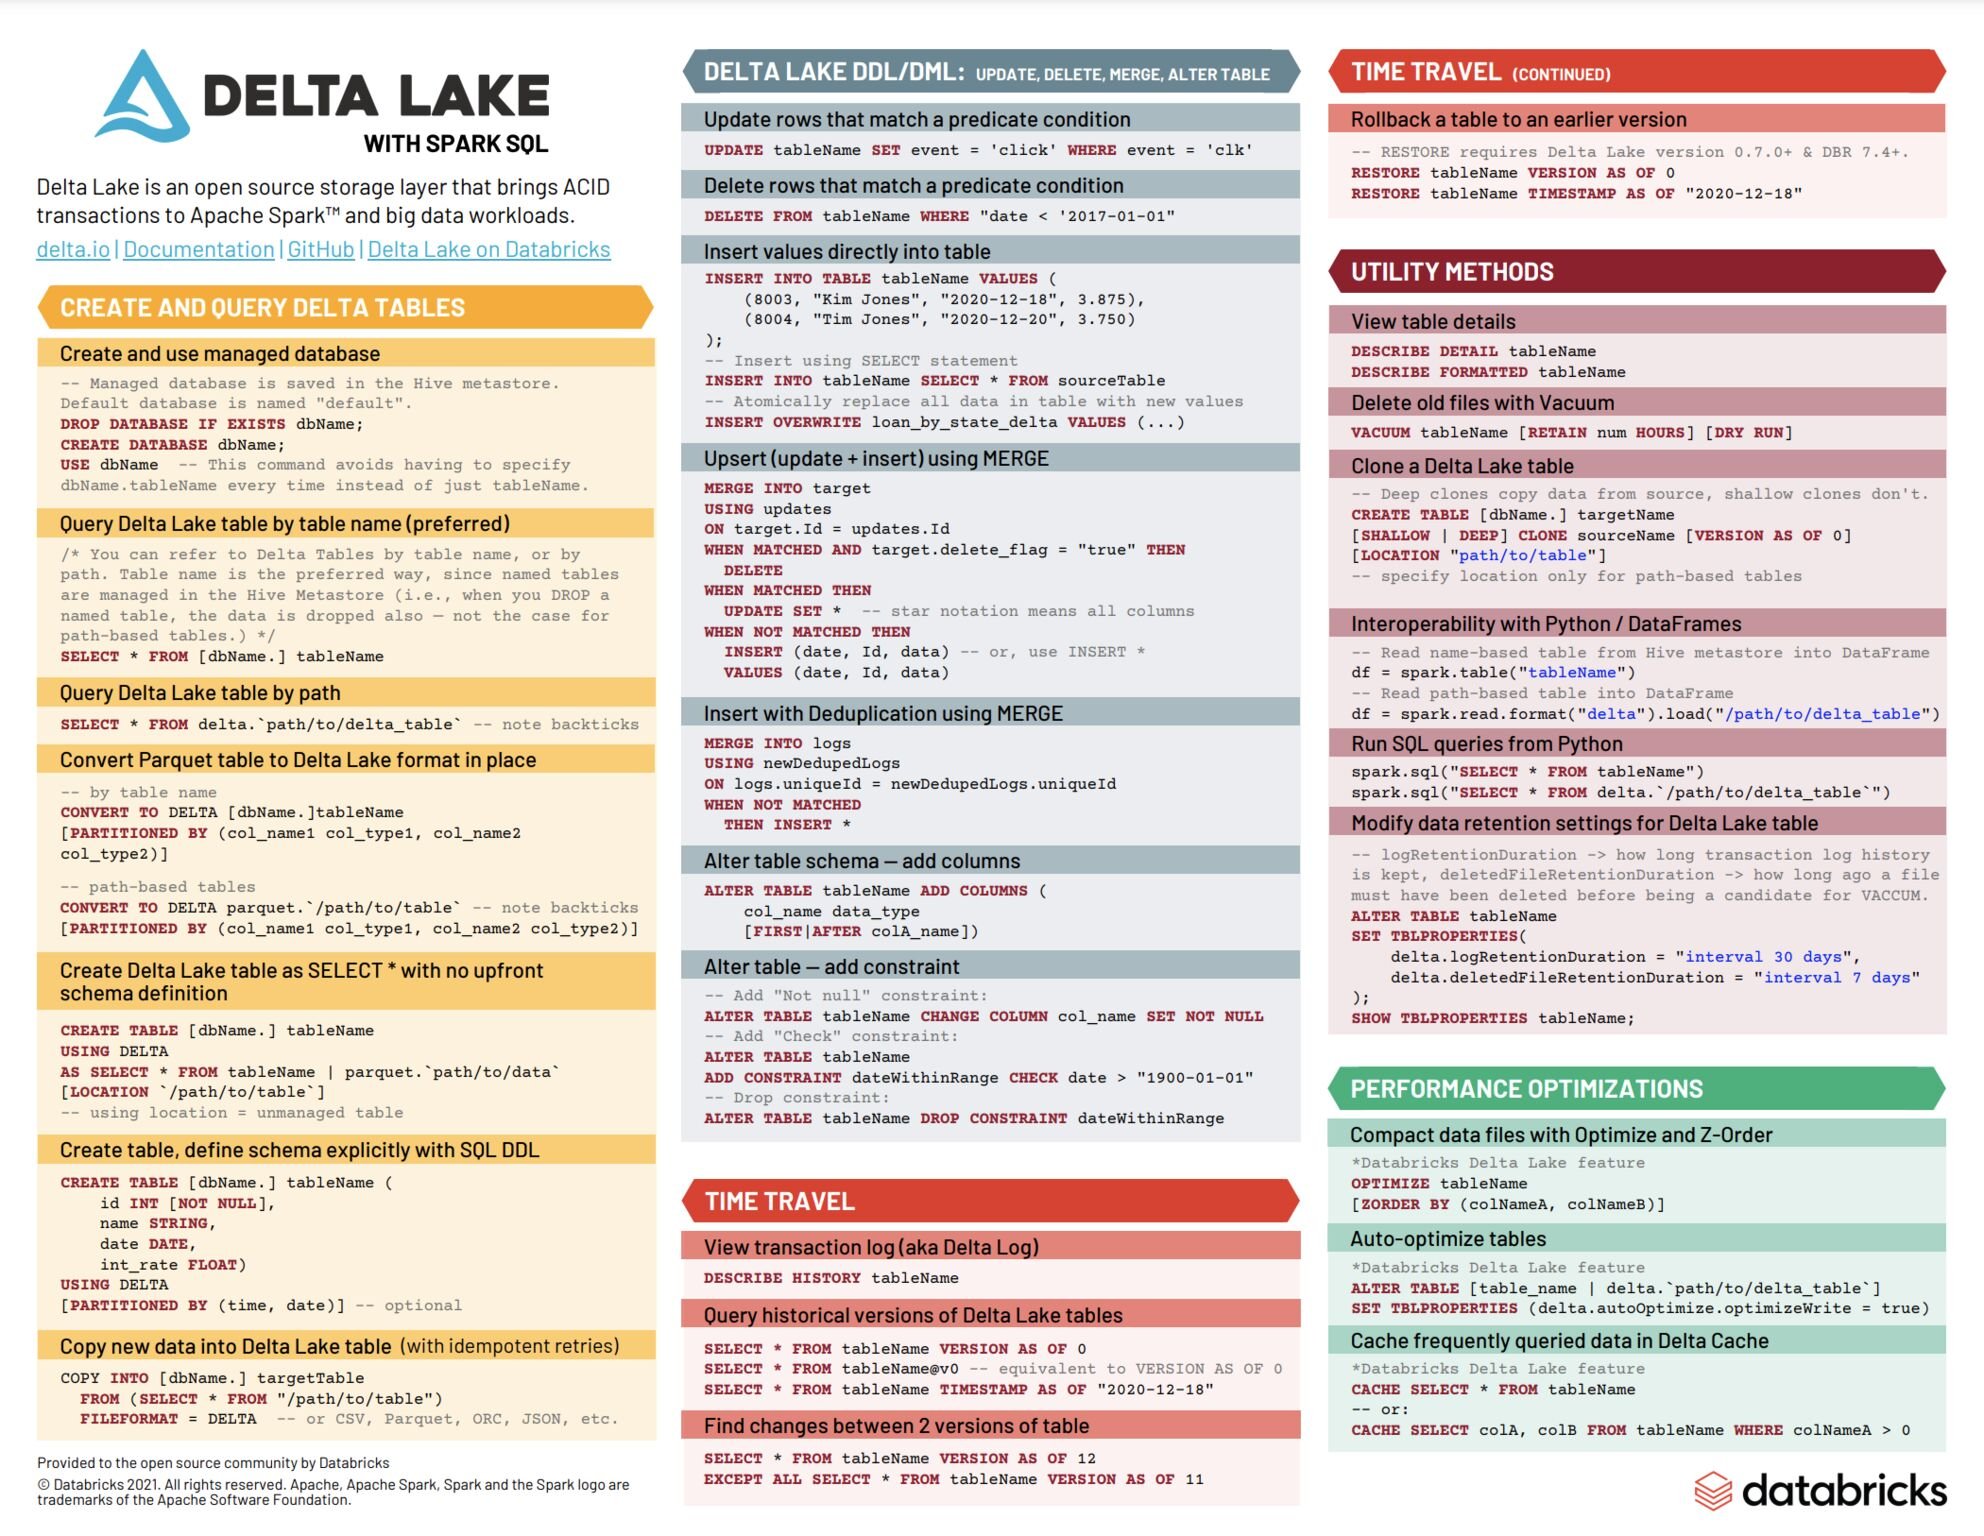 DELTA LAKE
WITH SPARK SQL
Delta Lake is an open source storage layer that brings ACID
transactions to Apache Spark™ and big data workloads.
delta.io | Documentation | GitHub | Delta Lake on Databricks
CREATE AND QUERY DELTA TABLES
Create and use managed database
-- Managed database is saved in the Hive metastore.
Default database is named "default".
DROP DATABASE IF EXISTS dbName;
CREATE DATABASE dbName;
USE dbName  -- This command avoids having to specify
dbName.tableName every time instead of just tableName.
Query Delta Lake table by table name (preferred)
/* You can refer to Delta Tables by table name, or by
path. Table name is the preferred way, since named tables
are managed in the Hive Metastore (i.e., when you DROP a
named table, the data is dropped also — not the case for
path-based tables.) */
SELECT * FROM [dbName.] tableName
Query Delta Lake table by path
SELECT * FROM delta.`path/to/delta_table` -- note backticks
Convert Parquet table to Delta Lake format in place
-- by table name
CONVERT TO DELTA [dbName.]tableName
[PARTITIONED BY (col_name1 col_type1, col_name2
col_type2)]
-- path-based tables
CONVERT TO DELTA parquet.`/path/to/table` -- note backticks
[PARTITIONED BY (col_name1 col_type1, col_name2 col_type2)]
Create Delta Lake table as SELECT * with no upfront
schema definition
CREATE TABLE [dbName.] tableName
USING DELTA
AS SELECT * FROM tableName | parquet.`path/to/data`
[LOCATION `/path/to/table`]
-- using location = unmanaged table
Create table, define schema explicitly with SQL DDL
CREATE TABLE [dbName.] tableName (
    id INT [NOT NULL],
    name STRING,
    date DATE,
    int_rate FLOAT)
USING DELTA
[PARTITIONED BY (time, date)] -- optional
Copy new data into Delta Lake table (with idempotent retries)
COPY INTO [dbName.] targetTable
  FROM (SELECT * FROM "/path/to/table")
  FILEFORMAT = DELTA  -- or CSV, Parquet, ORC, JSON, etc.
Provided to the open source community by Databricks
© Databricks 2021. All rights reserved. Apache, Apache Spark, Spark and the Spark logo are
trademarks of the Apache Software Foundation.
DELTA LAKE DDL/DML: UPDATE, DELETE, MERGE, ALTER TABLE
Update rows that match a predicate condition
UPDATE tableName SET event = 'click' WHERE event = 'clk'
Delete rows that match a predicate condition
DELETE FROM tableName WHERE "date < '2017-01-01"
Insert values directly into table
INSERT INTO TABLE tableName VALUES (
    (8003, "Kim Jones", "2020-12-18", 3.875),
    (8004, "Tim Jones", "2020-12-20", 3.750)
);
-- Insert using SELECT statement
INSERT INTO tableName SELECT * FROM sourceTable
-- Atomically replace all data in table with new values
INSERT OVERWRITE loan_by_state_delta VALUES (...)
Upsert (update + insert) using MERGE
MERGE INTO target
USING updates
ON target.Id = updates.Id
WHEN MATCHED AND target.delete_flag = "true" THEN
  DELETE
WHEN MATCHED THEN
  UPDATE SET *  -- star notation means all columns
WHEN NOT MATCHED THEN
  INSERT (date, Id, data) -- or, use INSERT *
  VALUES (date, Id, data)
Insert with Deduplication using MERGE
MERGE INTO logs
USING newDedupedLogs
ON logs.uniqueId = newDedupedLogs.uniqueId
WHEN NOT MATCHED
  THEN INSERT *
Alter table schema — add columns
ALTER TABLE tableName ADD COLUMNS (
    col_name data_type
    [FIRST|AFTER colA_name])
Alter table — add constraint
-- Add "Not null" constraint:
ALTER TABLE tableName CHANGE COLUMN col_name SET NOT NULL
-- Add "Check" constraint:
ALTER TABLE tableName
ADD CONSTRAINT dateWithinRange CHECK date > "1900-01-01"
-- Drop constraint:
ALTER TABLE tableName DROP CONSTRAINT dateWithinRange
TIME TRAVEL
View transaction log (aka Delta Log)
DESCRIBE HISTORY tableName
Query historical versions of Delta Lake tables
SELECT * FROM tableName VERSION AS OF 0
SELECT * FROM tableName@v0 -- equivalent to VERSION AS OF 0
SELECT * FROM tableName TIMESTAMP AS OF "2020-12-18"
Find changes between 2 versions of table
SELECT * FROM tableName VERSION AS OF 12
EXCEPT ALL SELECT * FROM tableName VERSION AS OF 11
TIME TRAVEL (CONTINUED)
Rollback a table to an earlier version
-- RESTORE requires Delta Lake version 0.7.0+ & DBR 7.4+.
RESTORE tableName VERSION AS OF 0
RESTORE tableName TIMESTAMP AS OF "2020-12-18"
UTILITY METHODS
View table details
DESCRIBE DETAIL tableName
DESCRIBE FORMATTED tableName
Delete old files with Vacuum
VACUUM tableName [RETAIN num HOURS] [DRY RUN]
Clone a Delta Lake table
-- Deep clones copy data from source, shallow clones don't.
CREATE TABLE [dbName.] targetName
[SHALLOW | DEEP] CLONE sourceName [VERSION AS OF 0]
[LOCATION "path/to/table"]
-- specify location only for path-based tables
Interoperability with Python / DataFrames
-- Read name-based table from Hive metastore into DataFrame
df = spark.table("tableName")
-- Read path-based table into DataFrame
df = spark.read.format("delta").load("/path/to/delta_table")
Run SQL queries from Python
spark.sql("SELECT * FROM tableName")
spark.sql("SELECT * FROM delta.`/path/to/delta_table`")
Modify data retention settings for Delta Lake table
-- logRetentionDuration -> how long transaction log history
is kept, deletedFileRetentionDuration -> how long ago a file
must have been deleted before being a candidate for VACCUM.
ALTER TABLE tableName
SET TBLPROPERTIES(
    delta.logRetentionDuration = "interval 30 days",
    delta.deletedFileRetentionDuration = "interval 7 days"
);
SHOW TBLPROPERTIES tableName;
PERFORMANCE OPTIMIZATIONS
Compact data files with Optimize and Z-Order
*Databricks Delta Lake feature
OPTIMIZE tableName
[ZORDER BY (colNameA, colNameB)]
Auto-optimize tables
*Databricks Delta Lake feature
ALTER TABLE [table_name | delta.`path/to/delta_table`]
SET TBLPROPERTIES (delta.autoOptimize.optimizeWrite = true)
Cache frequently queried data in Delta Cache
*Databricks Delta Lake feature
CACHE SELECT * FROM tableName
-- or:
CACHE SELECT colA, colB FROM tableName WHERE colNameA > 0
databricks